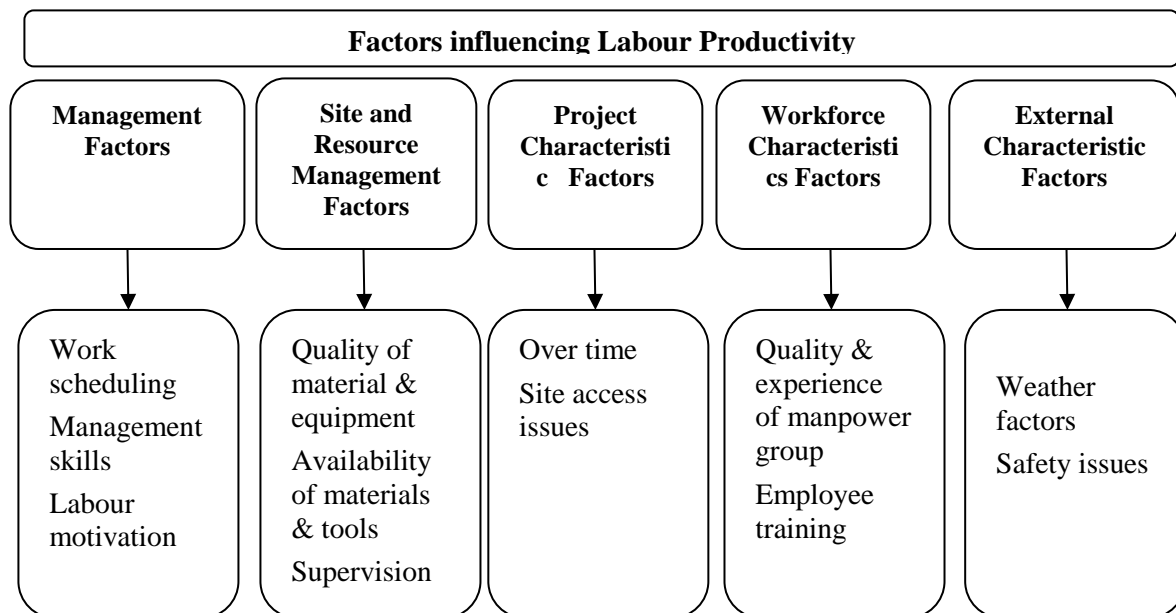 Factors influencing Labour Productivity
Management
Factors
Site and
Resource
Management
Factors
Project
Characteristi
c Factors
Workforce
Characteristi
cs Factors
External
Characteristic
Factors
Work
scheduling
Management
skills
Labour
motivation
Quality of
material &
equipment
Availability
of materials
& tools
Supervision
Over time
Site access
issues
Quality &
experience
of manpower
group
Employee
training
Weather
factors
Safety issues